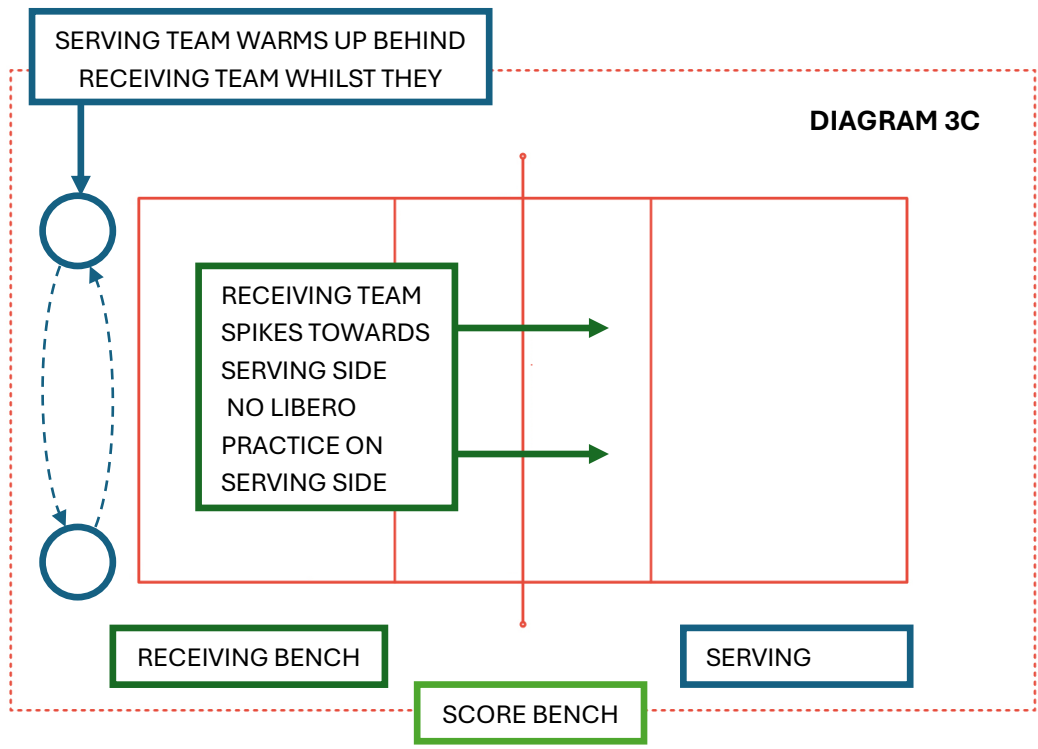 SERVING TEAM WARMS UP BEHIND
RECEIVING TEAM WHILST THEY
DIAGRAM 3C
RECEIVING TEAM
SPIKES TOWARDS
SERVING SIDE
NO LIBERO
PRACTICE ON
SERVING SIDE
RECEIVING BENCH
SERVING
SCORE BENCH